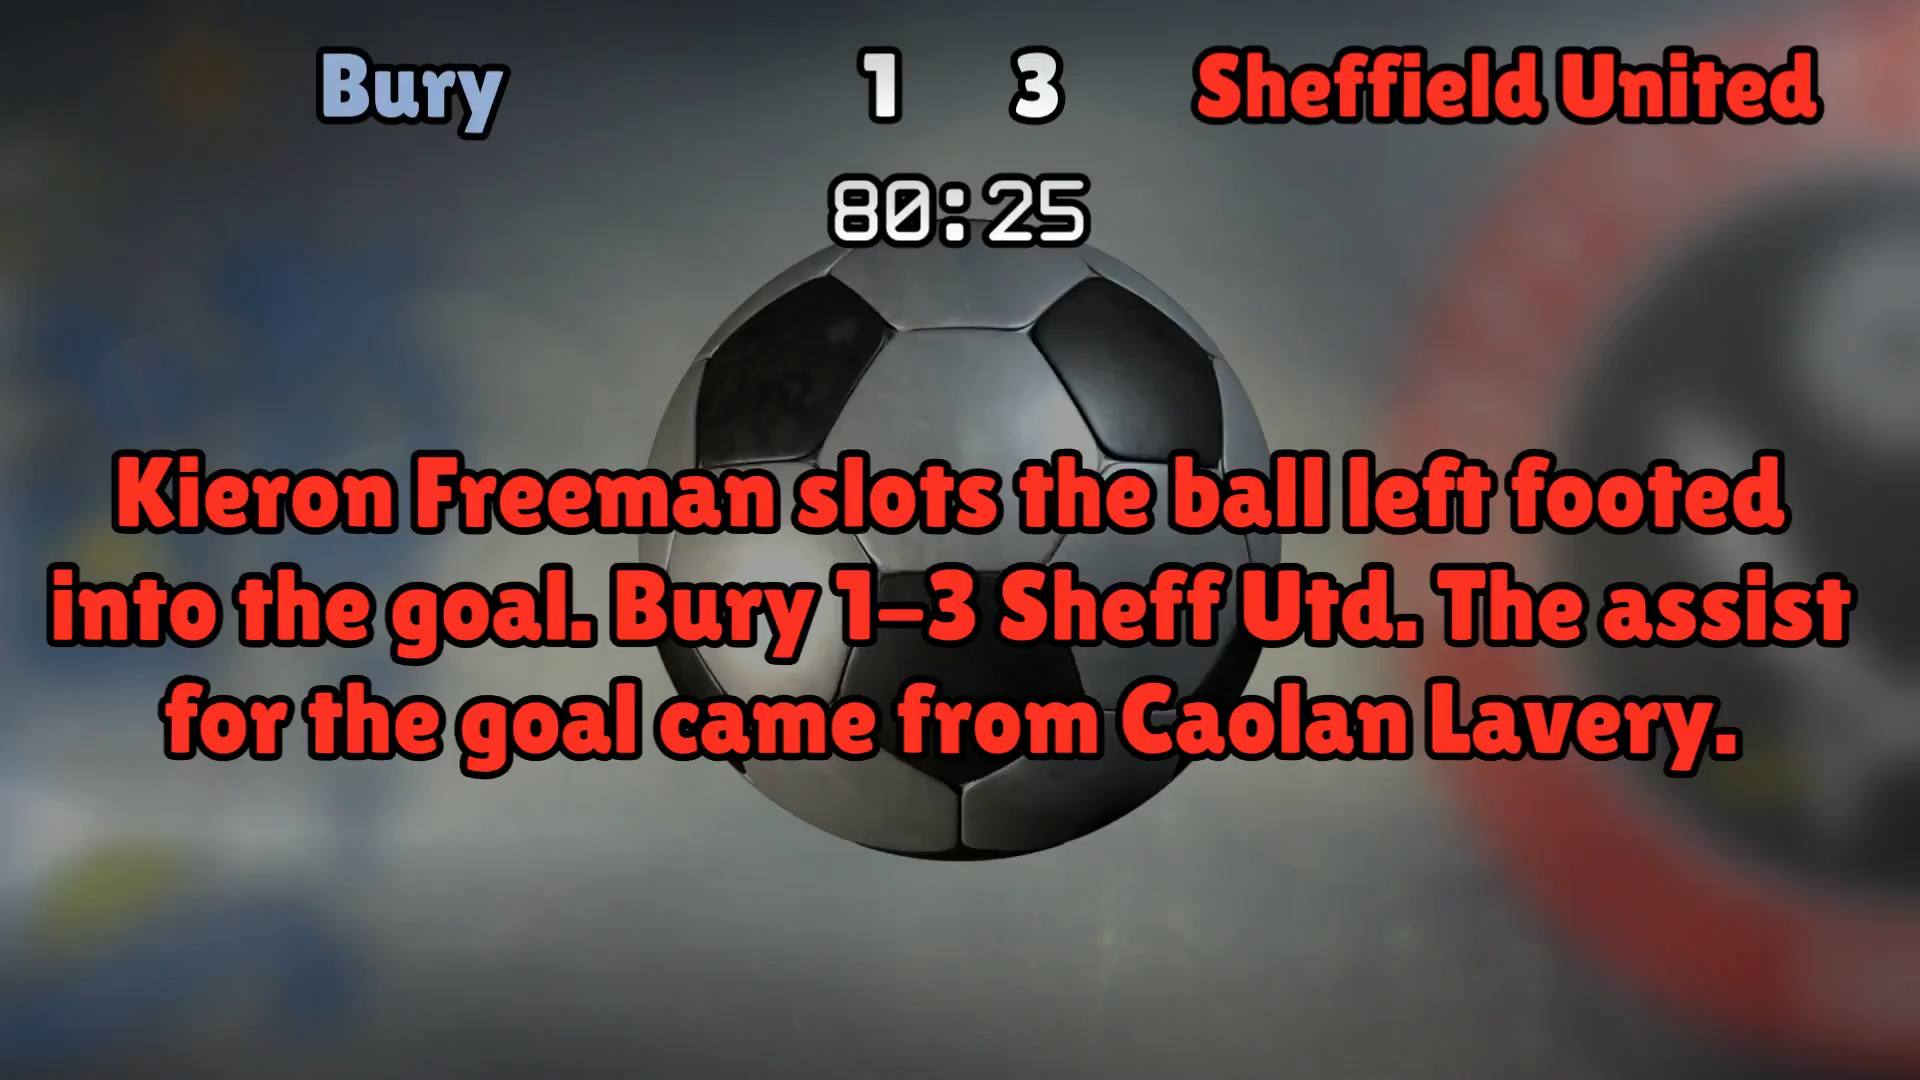 Bury 1 3 Sheffield United
80:25
Kieron Freeman slots the ball left footed
into the goal. Bury 1-3 Sheff Utd. The assist
for the goal came from Caolan Lavery.